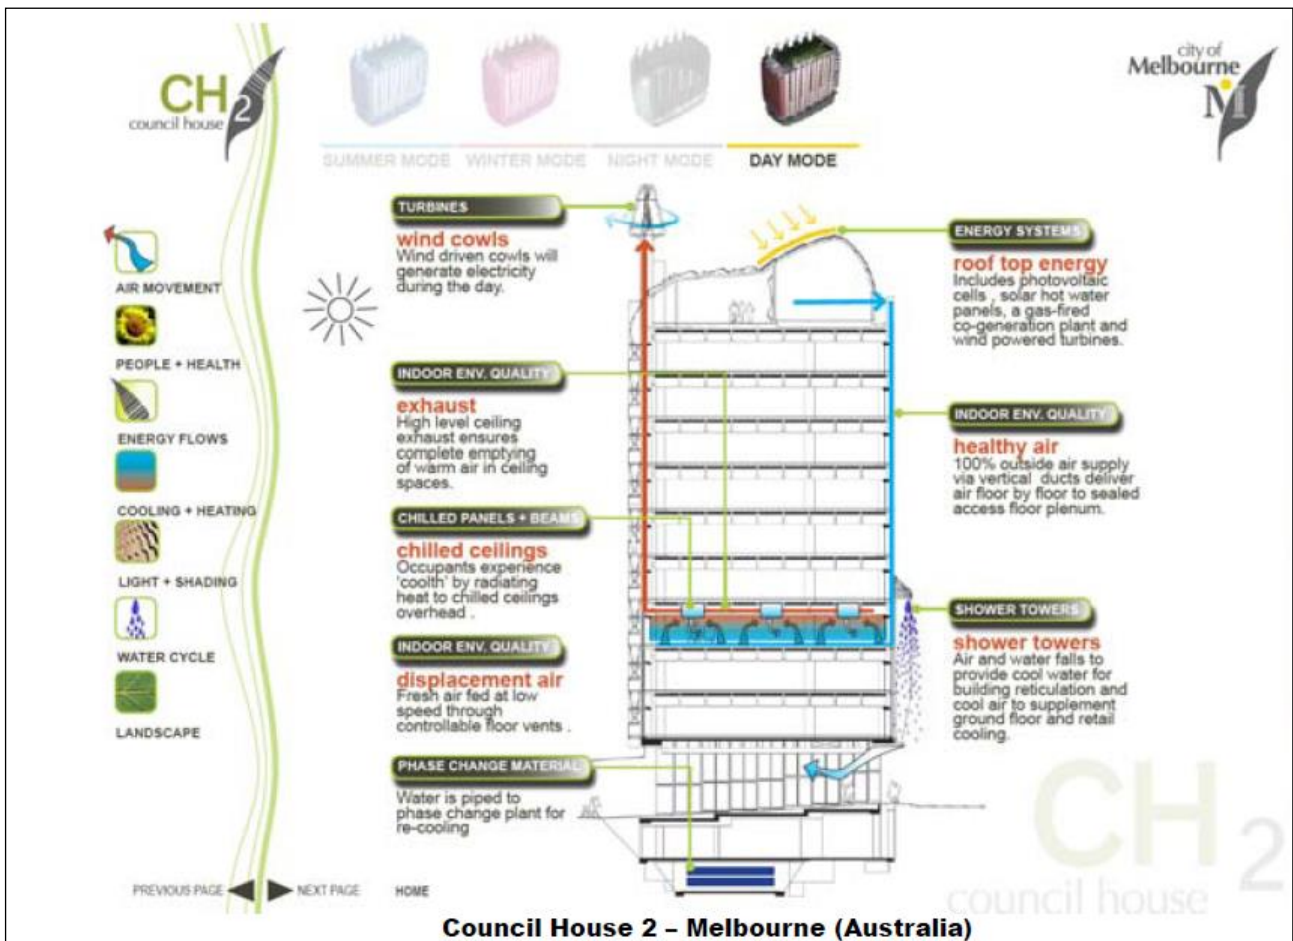 CH2
council house
SUMMER MODE
WINTER MODE
NIGHT MODE
DAY MODE
city of
Melbourne
M
AIR MOVEMENT
PEOPLE + HEALTH
ENERGY FLOWS
COOLING + HEATING
LIGHT + SHADING
WATER CYCLE
LANDSCAPE
TURBINES
wind cowls
Wind driven cowls will
generate electricity
during the day.
INDOOR ENV. QUALITY
exhaust
High level ceiling
exhaust ensures
complete emptying
of warm air in ceiling
spaces.
CHILLED PANELS + BEAMS
chilled ceilings
Occupants experience
'coolth' by radiating
heat to chilled ceilings
overhead .
INDOOR ENV. QUALITY
displacement air
Fresh air fed at low
speed through
controllable floor vents .
PHASE CHANGE MATERIAL
Water is piped to
phase change plant for
re-cooling
ENERGY SYSTEMS
roof top energy
Includes photovoltaic
cells , solar hot water
panels, a gas-fired
co-generation plant and
wind powered turbines.
INDOOR ENV. QUALITY
healthy air
100% outside air supply
via vertical ducts deliver
air floor by floor to sealed
access floor plenum.
SHOWER TOWERS
shower towers
Air and water falls to
provide cool water for
building reticulation and
cool air to supplement
ground floor and retail
cooling.
CH2
council house
PREVIOUS PAGE
NEXT PAGE
HOME
Council House 2 – Melbourne (Australia)